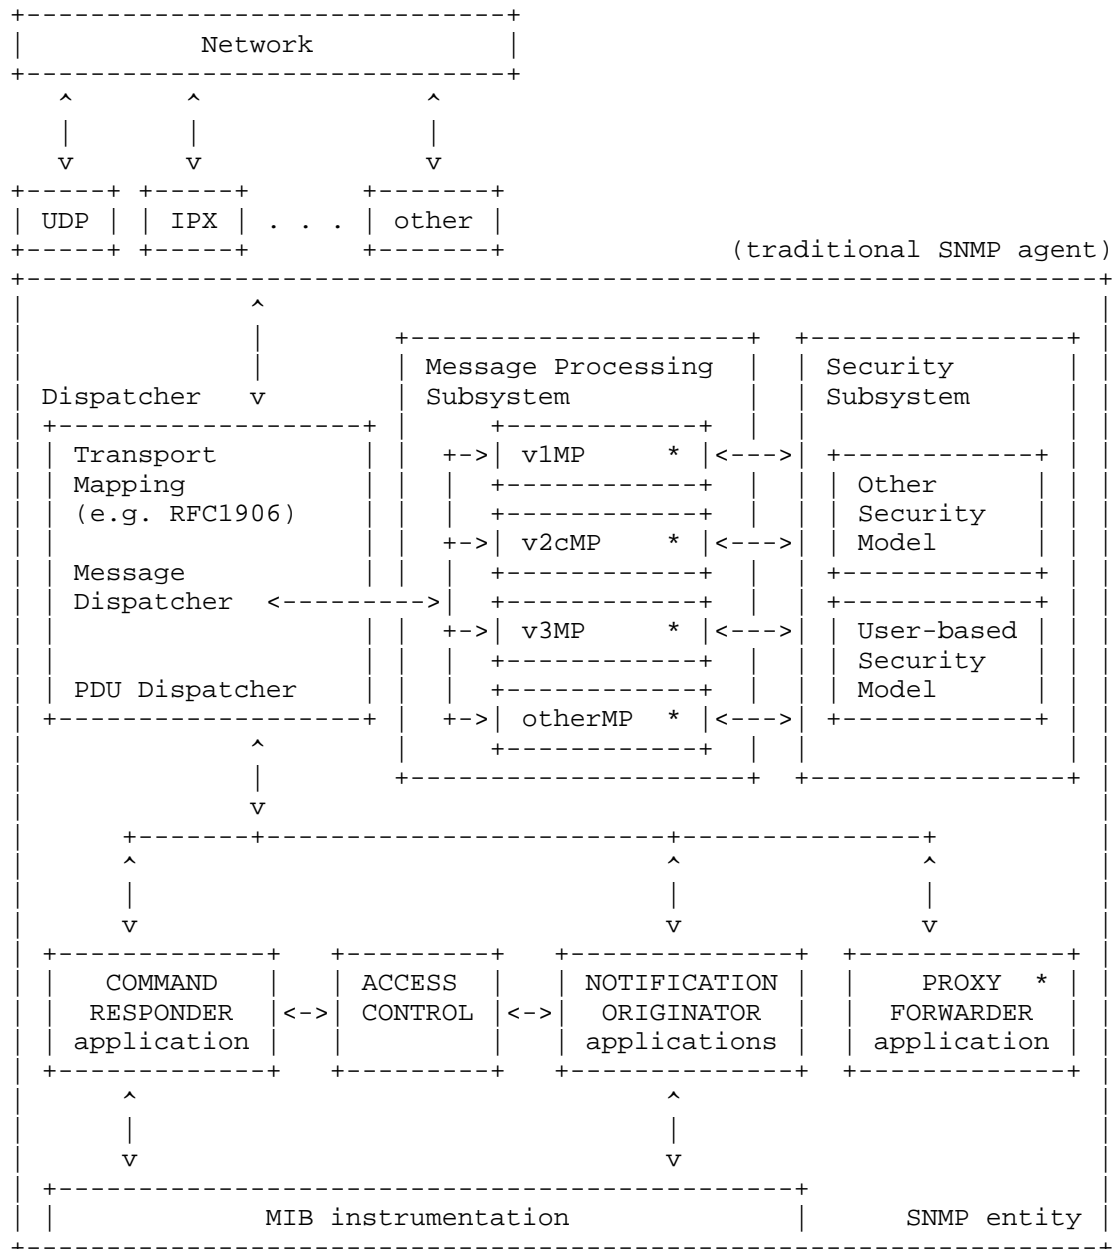 Network
UDP IPX . . . other
(traditional SNMP agent)
Message Processing Security
Dispatcher Subsystem Subsystem
Transport v1MP *
Mapping Other
(e.g. RFC1906) Security
v2cMP * Model
Message
Dispatcher
v3MP * User-based
Security
PDU Dispatcher Model
otherMP *
COMMAND ACCESS NOTIFICATION PROXY *
RESPONDER CONTROL ORIGINATOR FORWARDER
application applications application
MIB instrumentation SNMP entity